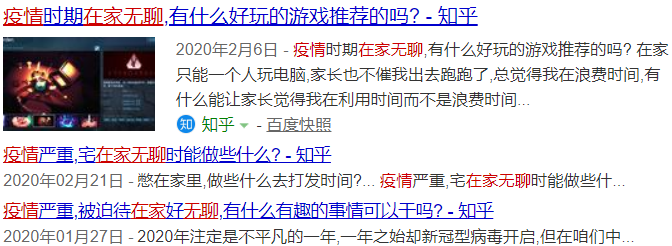 疫情时期在家无聊,有什么好玩的游戏推荐的吗? - 知乎
2020年2月6日 - 疫情时期在家无聊,有什么好玩的游戏推荐的吗? 在家
只能一个人玩电脑,家长也不催我出去跑跑了,总觉得我在浪费时间,有
什么能让家长觉得我在利用时间而不是浪费时间...
知 知乎 - 百度快照
疫情严重,宅在家无聊时能做些什么? - 知乎
2020年02月21日 - 憋在家里,做些什么去打发时间?... 疫情严重,宅在家无聊时能做些什...
疫情严重,被迫待在家好无聊,有什么有趣的事情可以干吗? - 知乎
2020年01月27日 - 2020年注定是不平凡的一年,一年之始却新冠型病毒开启,但在咱们中...